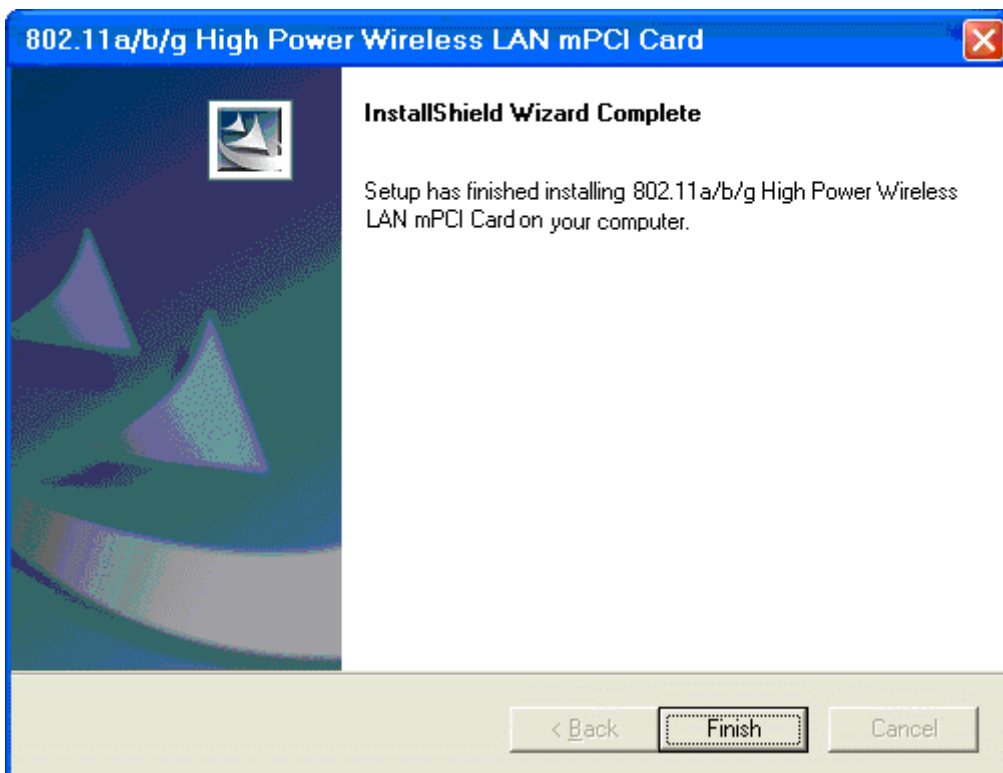 802.11a/b/g High Power Wireless LAN mPCI Card
InstallShield Wizard Complete
Setup has finished installing 802.11a/b/g High Power Wireless
LAN mPCI Card on your computer.
< Back Finish Cancel